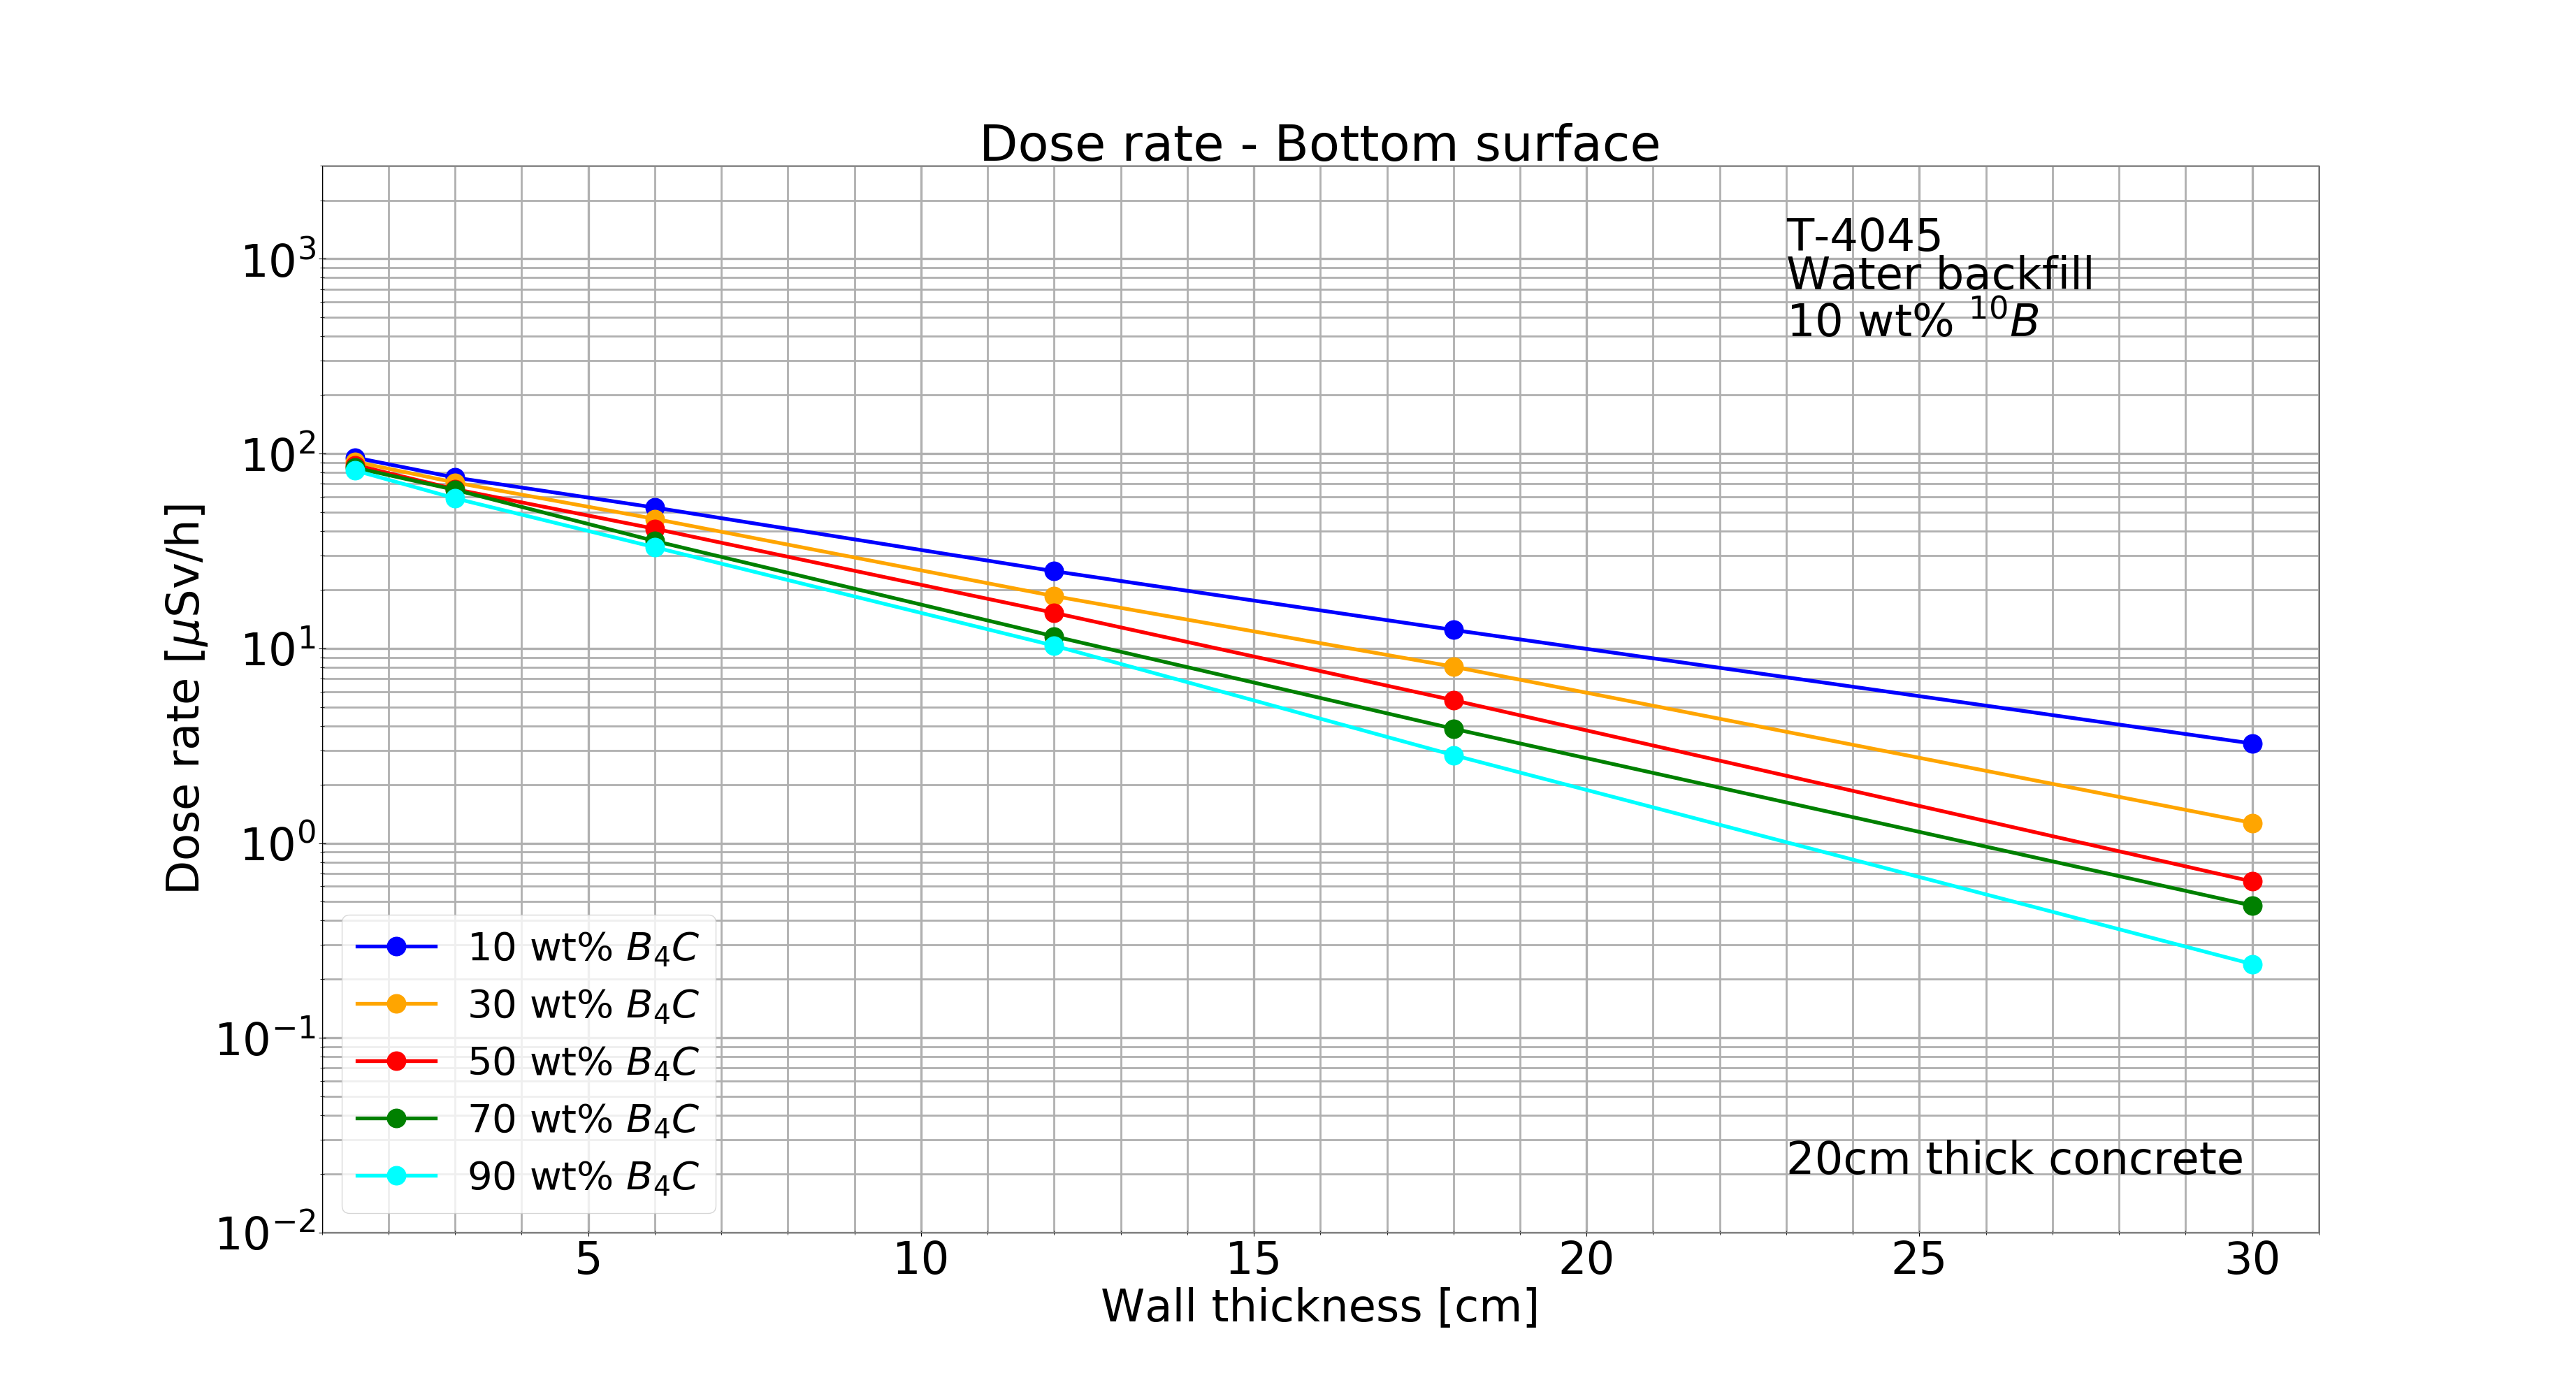 Dose rate - Bottom surface
T-4045
Water backfill
10 wt% ¹⁰B
10³
10²
10¹
10⁰
10⁻¹
10⁻²
Dose rate [μSv/h]
10 wt% B₄C
30 wt% B₄C
50 wt% B₄C
70 wt% B₄C
90 wt% B₄C
20cm thick concrete
5 10 15 20 25 30
Wall thickness [cm]